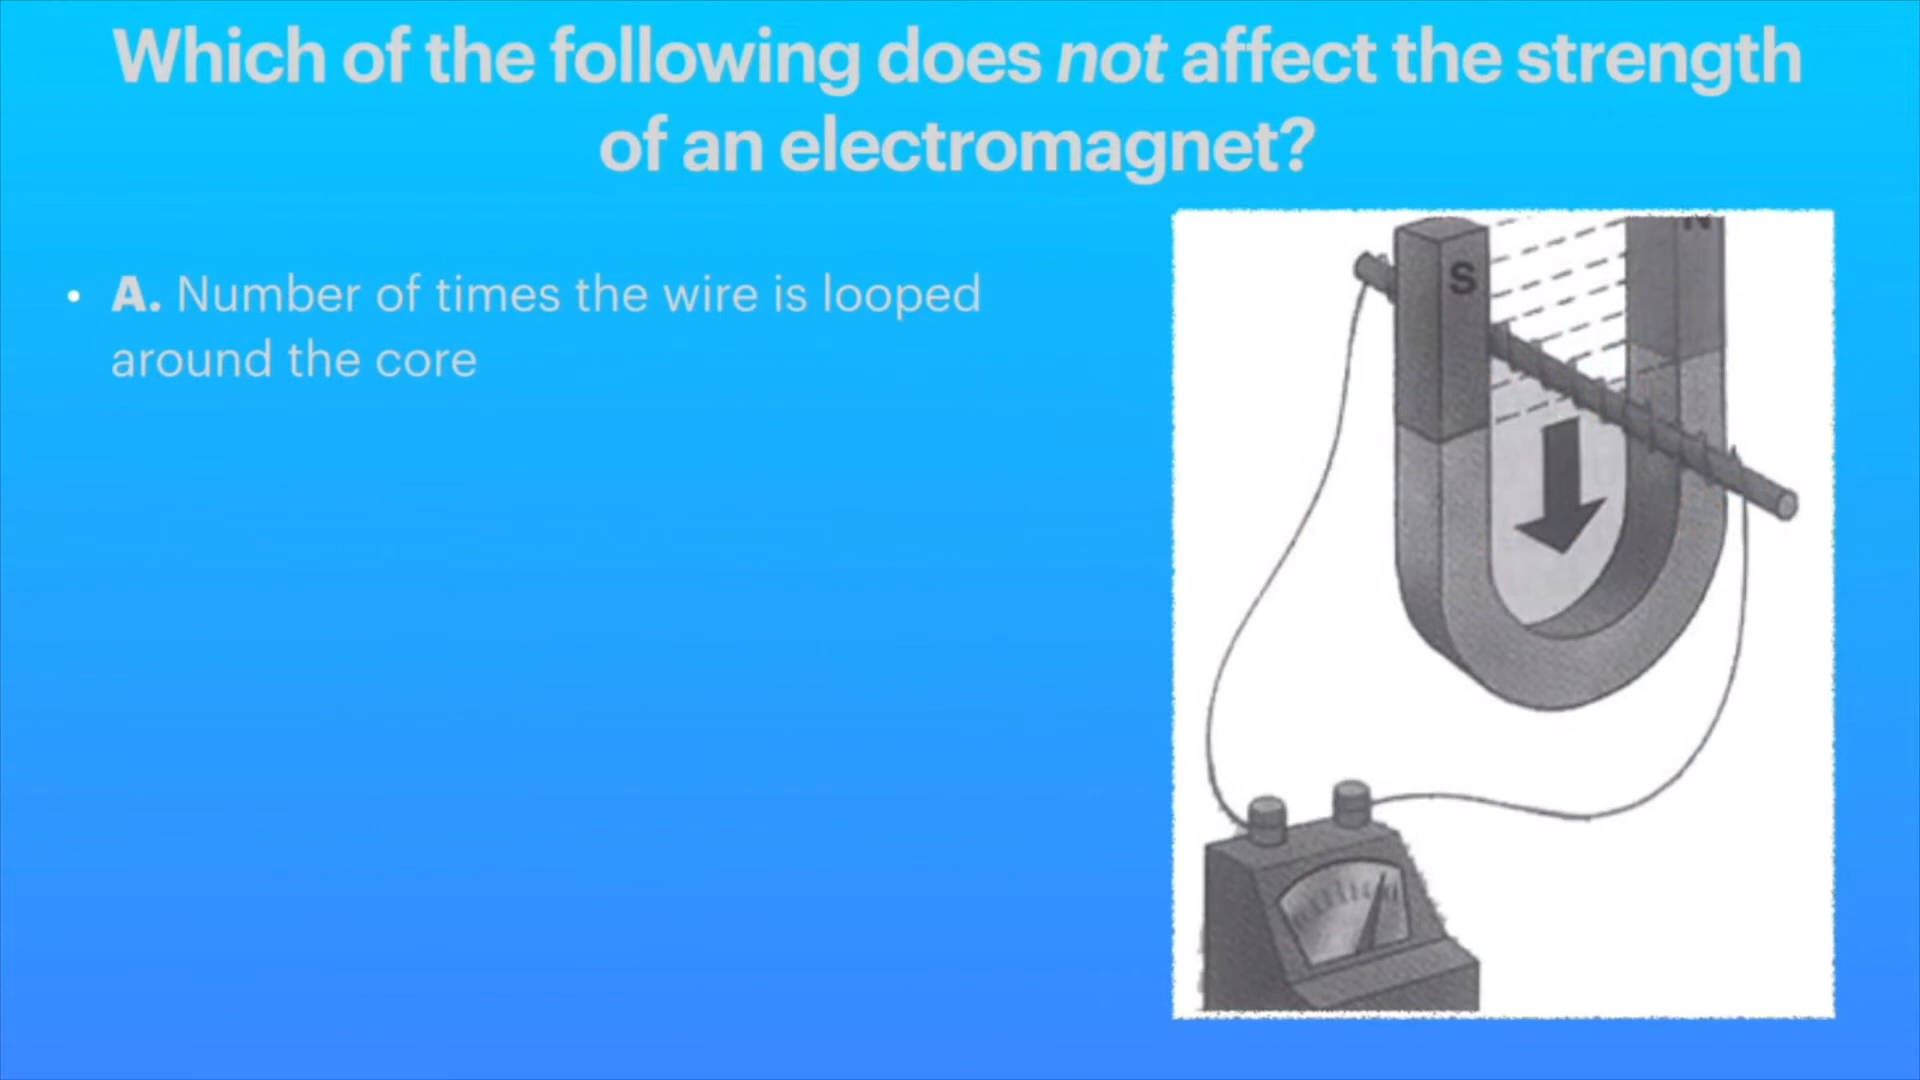 Which of the following does not affect the strength
of an electromagnet?
• A. Number of times the wire is looped
around the core
S
N